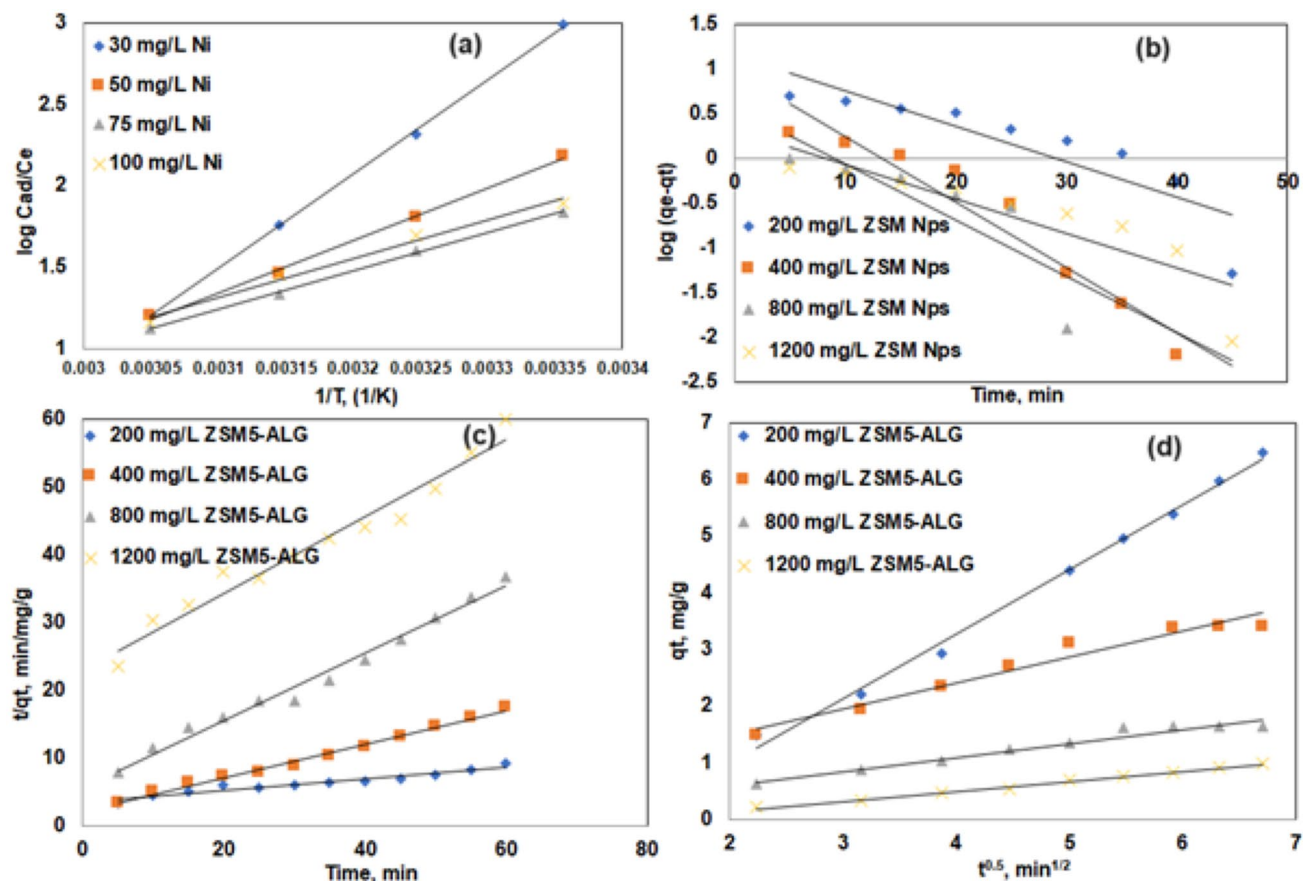 (a)
log Cad/Ce
3
2.5
2
1.5
1
30 mg/L Ni
50 mg/L Ni
75 mg/L Ni
100 mg/L Ni
0.003 0.00305 0.0031 0.00315 0.0032 0.00325 0.0033 0.00335 0.0034
1/T, (1/K)
(b)
log (qe-qt)
1.5
1
0.5
0
-0.5
-1
-1.5
-2
-2.5
0 10 20 30 40 50
200 mg/L ZSM Nps
400 mg/L ZSM Nps
800 mg/L ZSM Nps
1200 mg/L ZSM Nps
Time, min
(c)
t/qt, min/mg/g
60
50
40
30
20
10
0
200 mg/L ZSM5-ALG
400 mg/L ZSM5-ALG
800 mg/L ZSM5-ALG
1200 mg/L ZSM5-ALG
0 20 40 60 80
Time, min
(d)
qt, mg/g
7
6
5
4
3
2
1
0
200 mg/L ZSM5-ALG
400 mg/L ZSM5-ALG
800 mg/L ZSM5-ALG
1200 mg/L ZSM5-ALG
2 3 4 5 6 7
t^0.5, min^1/2